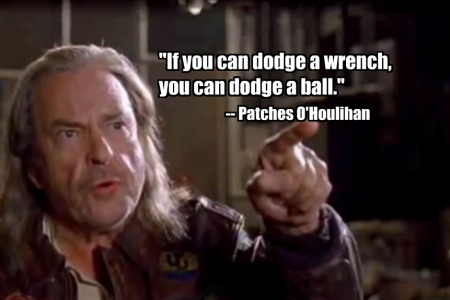 "If you can dodge a wrench,
you can dodge a ball."
-- Patches O'Houlihan